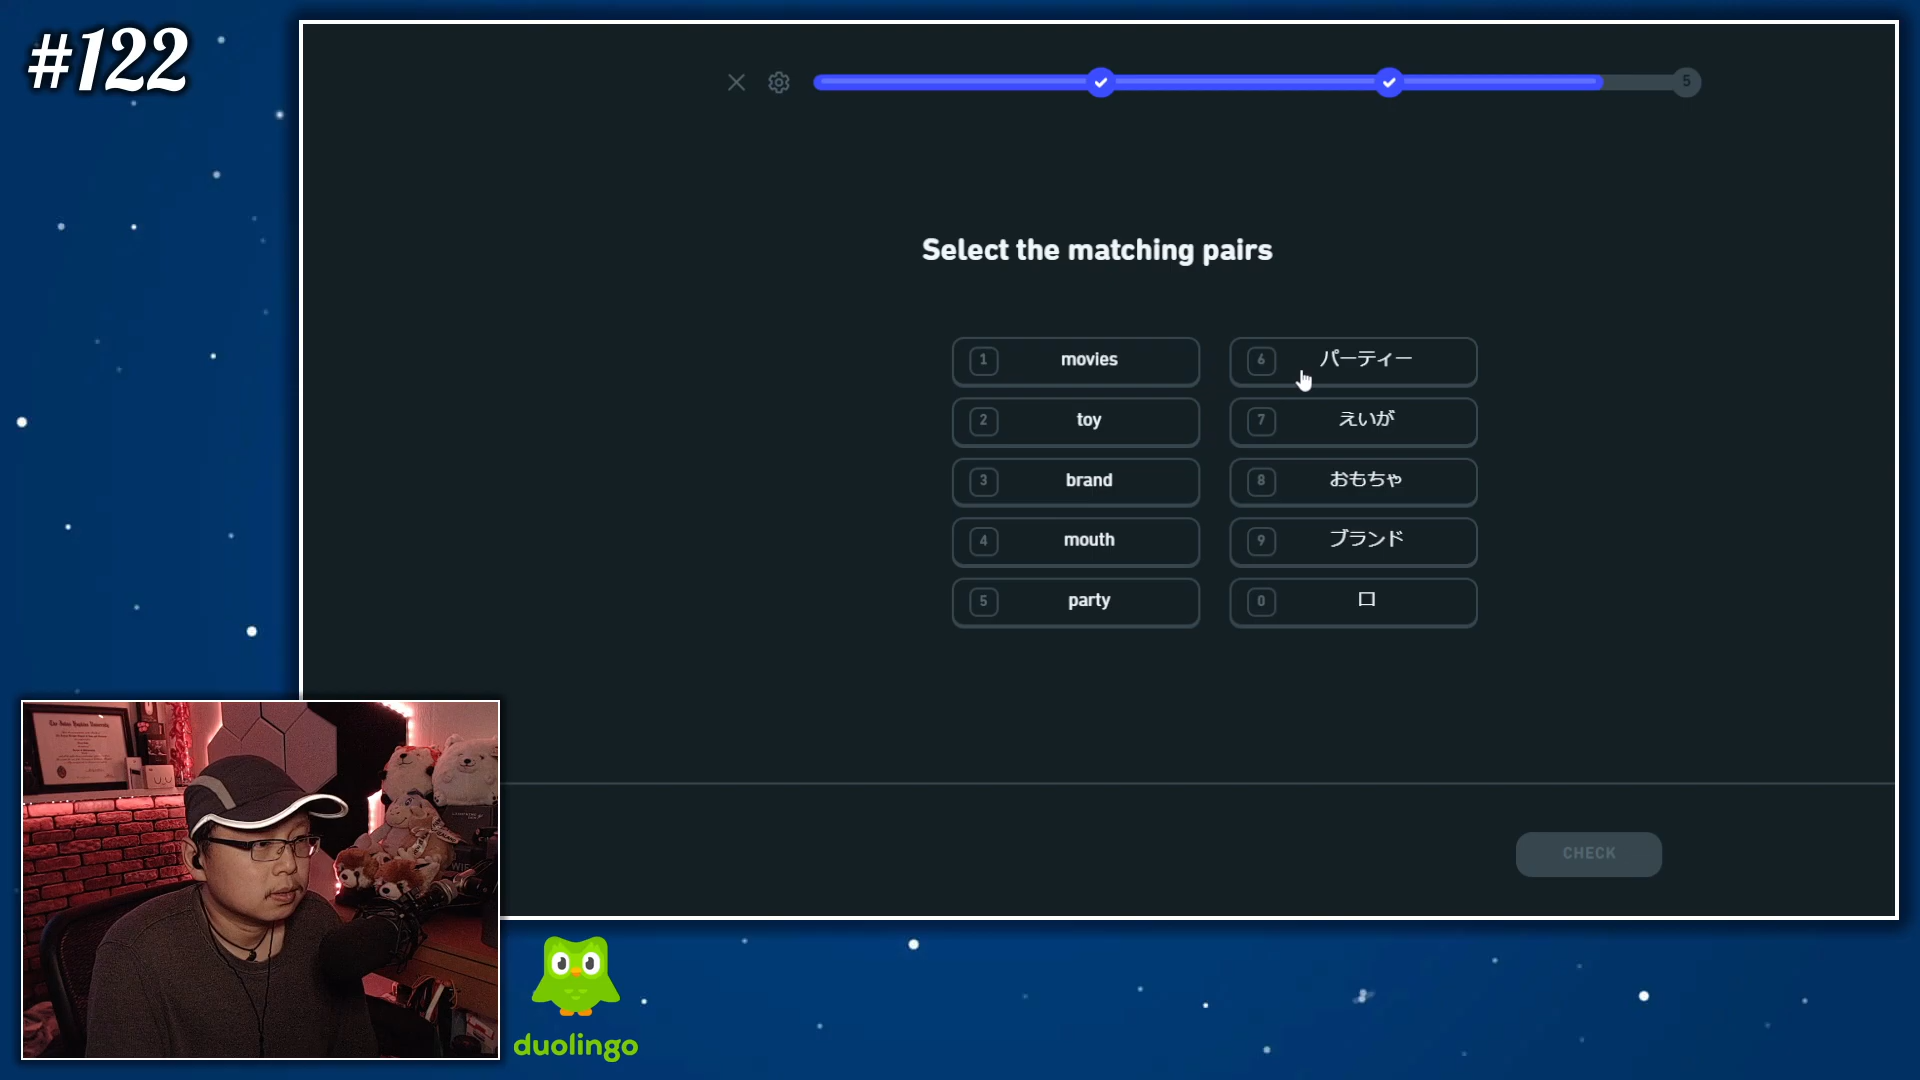 #122
5
Select the matching pairs
1 movies
6 パーティー
2 toy
7 えいが
3 brand
8 おもちゃ
4 mouth
9 ブランド
5 party
0 口
CHECK
duolingo